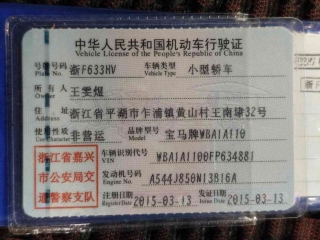 中华人民共和国机动车行驶证
Vehicle License of the People's Republic of China
号牌号码 浙F633HV 车辆类型 小型轿车
Plate No. Vehicle Type
所有人 王雯煜
Owner
住址 浙江省平湖市乍浦镇黄山村王南埭32号
Address
使用性质 非营运 品牌型号 宝马牌WBA1A110
浙江省嘉兴
市公安局交
通警察支队
车辆识别代号 WBA1A1100FP634881
VIN
发动机号码 A544J850N13B16A
Engine No.
注册日期 2015-03-13 发证日期 2015-03-13
Register Date Issue Date